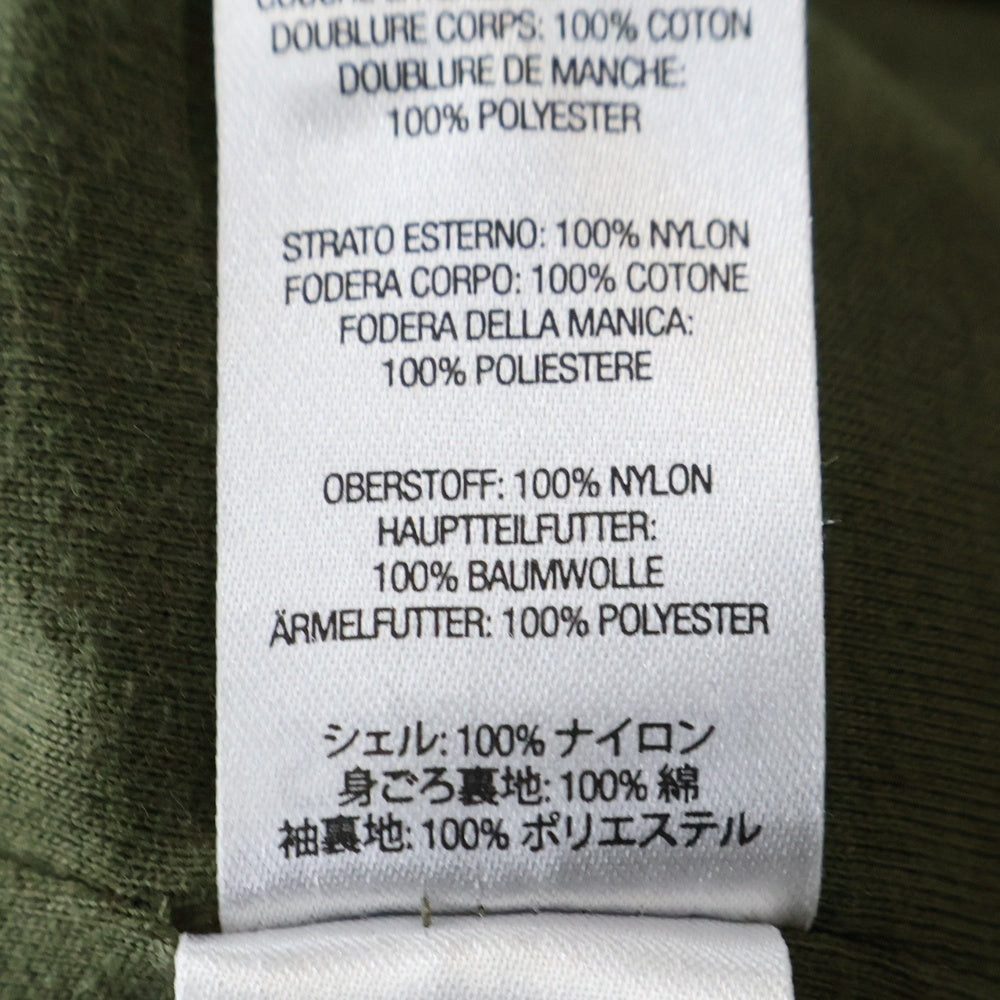 DOUBLURE CORPS: 100% COTON
DOUBLURE DE MANCHE:
100% POLYESTER
STRATO ESTERNO: 100% NYLON
FODERA CORPO: 100% COTONE
FODERA DELLA MANICA:
100% POLIESTERE
OBERSTOFF: 100% NYLON
HAUPTTEILFUTTER:
100% BAUMWOLLE
ÄRMELFUTTER: 100% POLYESTER
シェル: 100% ナイロン
身ごろ裏地: 100% 綿
袖裏地: 100% ポリエステル